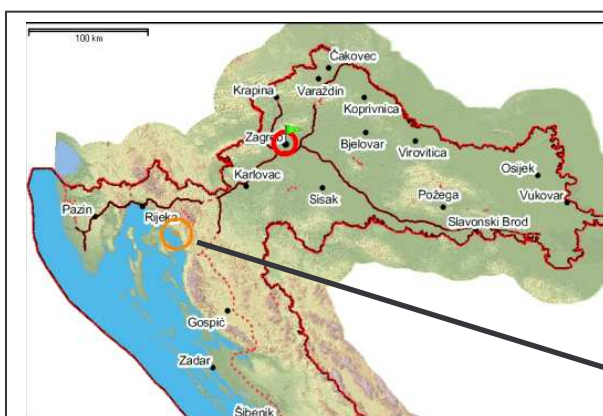 100 km
Čakovec
Krapina
Varaždin
Koprivnica
Zagreb
Bjelovar
Virovitica
Karlovac
Osijek
Sisak
Požega
Vukovar
Pazin
Rijeka
Slavonski Brod
Gospić
Zadar
Šibenik